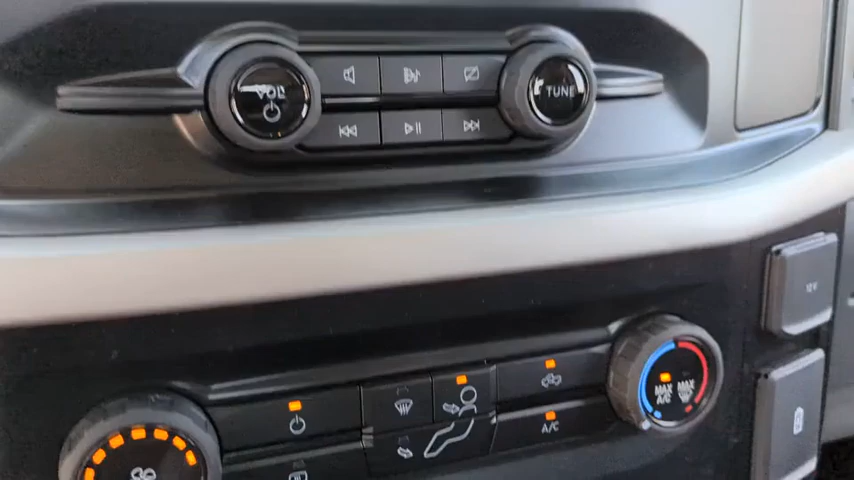 VOL
TUNE
12V
MAX A/C
MAX
A/C